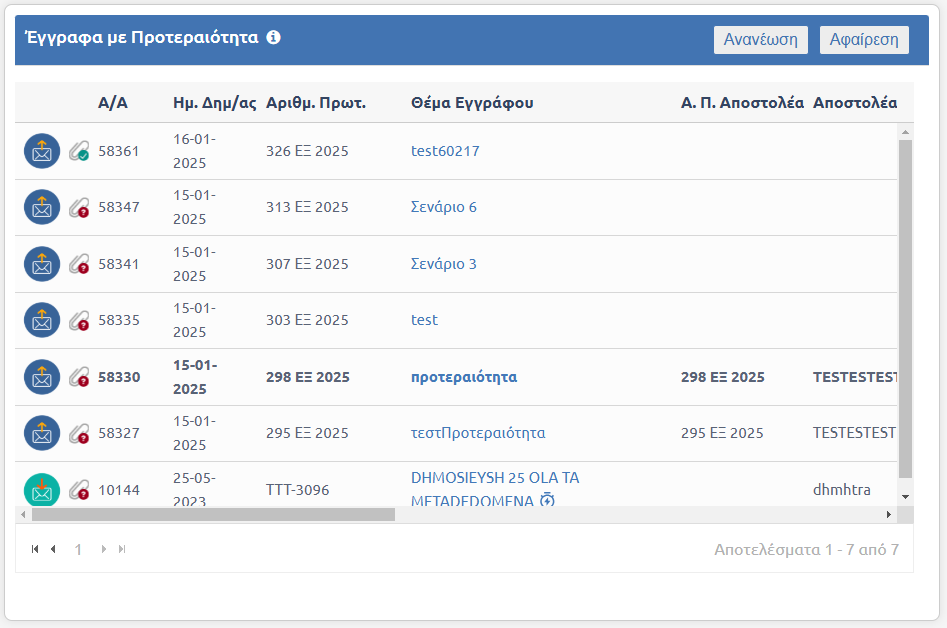 Έγγραφα με Προτεραιότητα
Ανανέωση Αφαίρεση
Α/Α Ημ. Δημ/ας Αριθμ. Πρωτ. Θέμα Εγγράφου Α. Π. Αποστολέα Αποστολέα
58361 16-01-2025 326 ΕΞ 2025 test60217
58347 15-01-2025 313 ΕΞ 2025 Σενάριο 6
58341 15-01-2025 307 ΕΞ 2025 Σενάριο 3
58335 15-01-2025 303 ΕΞ 2025 test
58330 15-01-2025 298 ΕΞ 2025 προτεραιότητα 298 ΕΞ 2025 TESTESTEST
58327 15-01-2025 295 ΕΞ 2025 τεστΠροτεραιότητα 295 ΕΞ 2025 TESTESTEST
10144 25-05-2023 ΤΤΤ-3096 DHMOSIEYSH 25 OLA TA METADEDOMENA dhmhtra
1
Αποτελέσματα 1 - 7 από 7